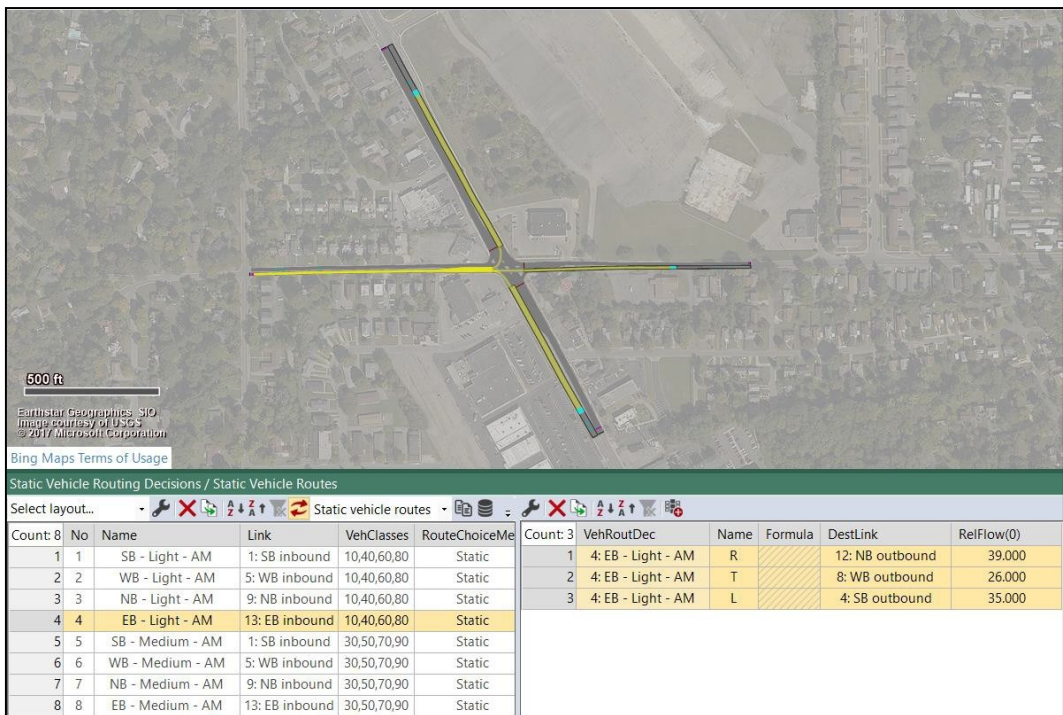 500 ft
Earthstar Geographics SIO
Image courtesy of USGS
© 2017 Microsoft Corporation
Bing Maps Terms of Usage
Static Vehicle Routing Decisions / Static Vehicle Routes
Select layout... Static vehicle routes
Count: 8 No Name Link VehClasses RouteChoiceMe Count: 3 VehRoutDec Name Formula DestLink RelFlow(0)
1 1 SB - Light - AM 1: SB inbound 10,40,60,80 Static 1 4: EB - Light - AM R 12: NB outbound 39.000
2 2 WB - Light - AM 5: WB inbound 10,40,60,80 Static 2 4: EB - Light - AM T 8: WB outbound 26.000
3 3 NB - Light - AM 9: NB inbound 10,40,60,80 Static 3 4: EB - Light - AM L 4: SB outbound 35.000
4 4 EB - Light - AM 13: EB inbound 10,40,60,80 Static
5 5 SB - Medium - AM 1: SB inbound 30,50,70,90 Static
6 6 WB - Medium - AM 5: WB inbound 30,50,70,90 Static
7 7 NB - Medium - AM 9: NB inbound 30,50,70,90 Static
8 8 EB - Medium - AM 13: EB inbound 30,50,70,90 Static